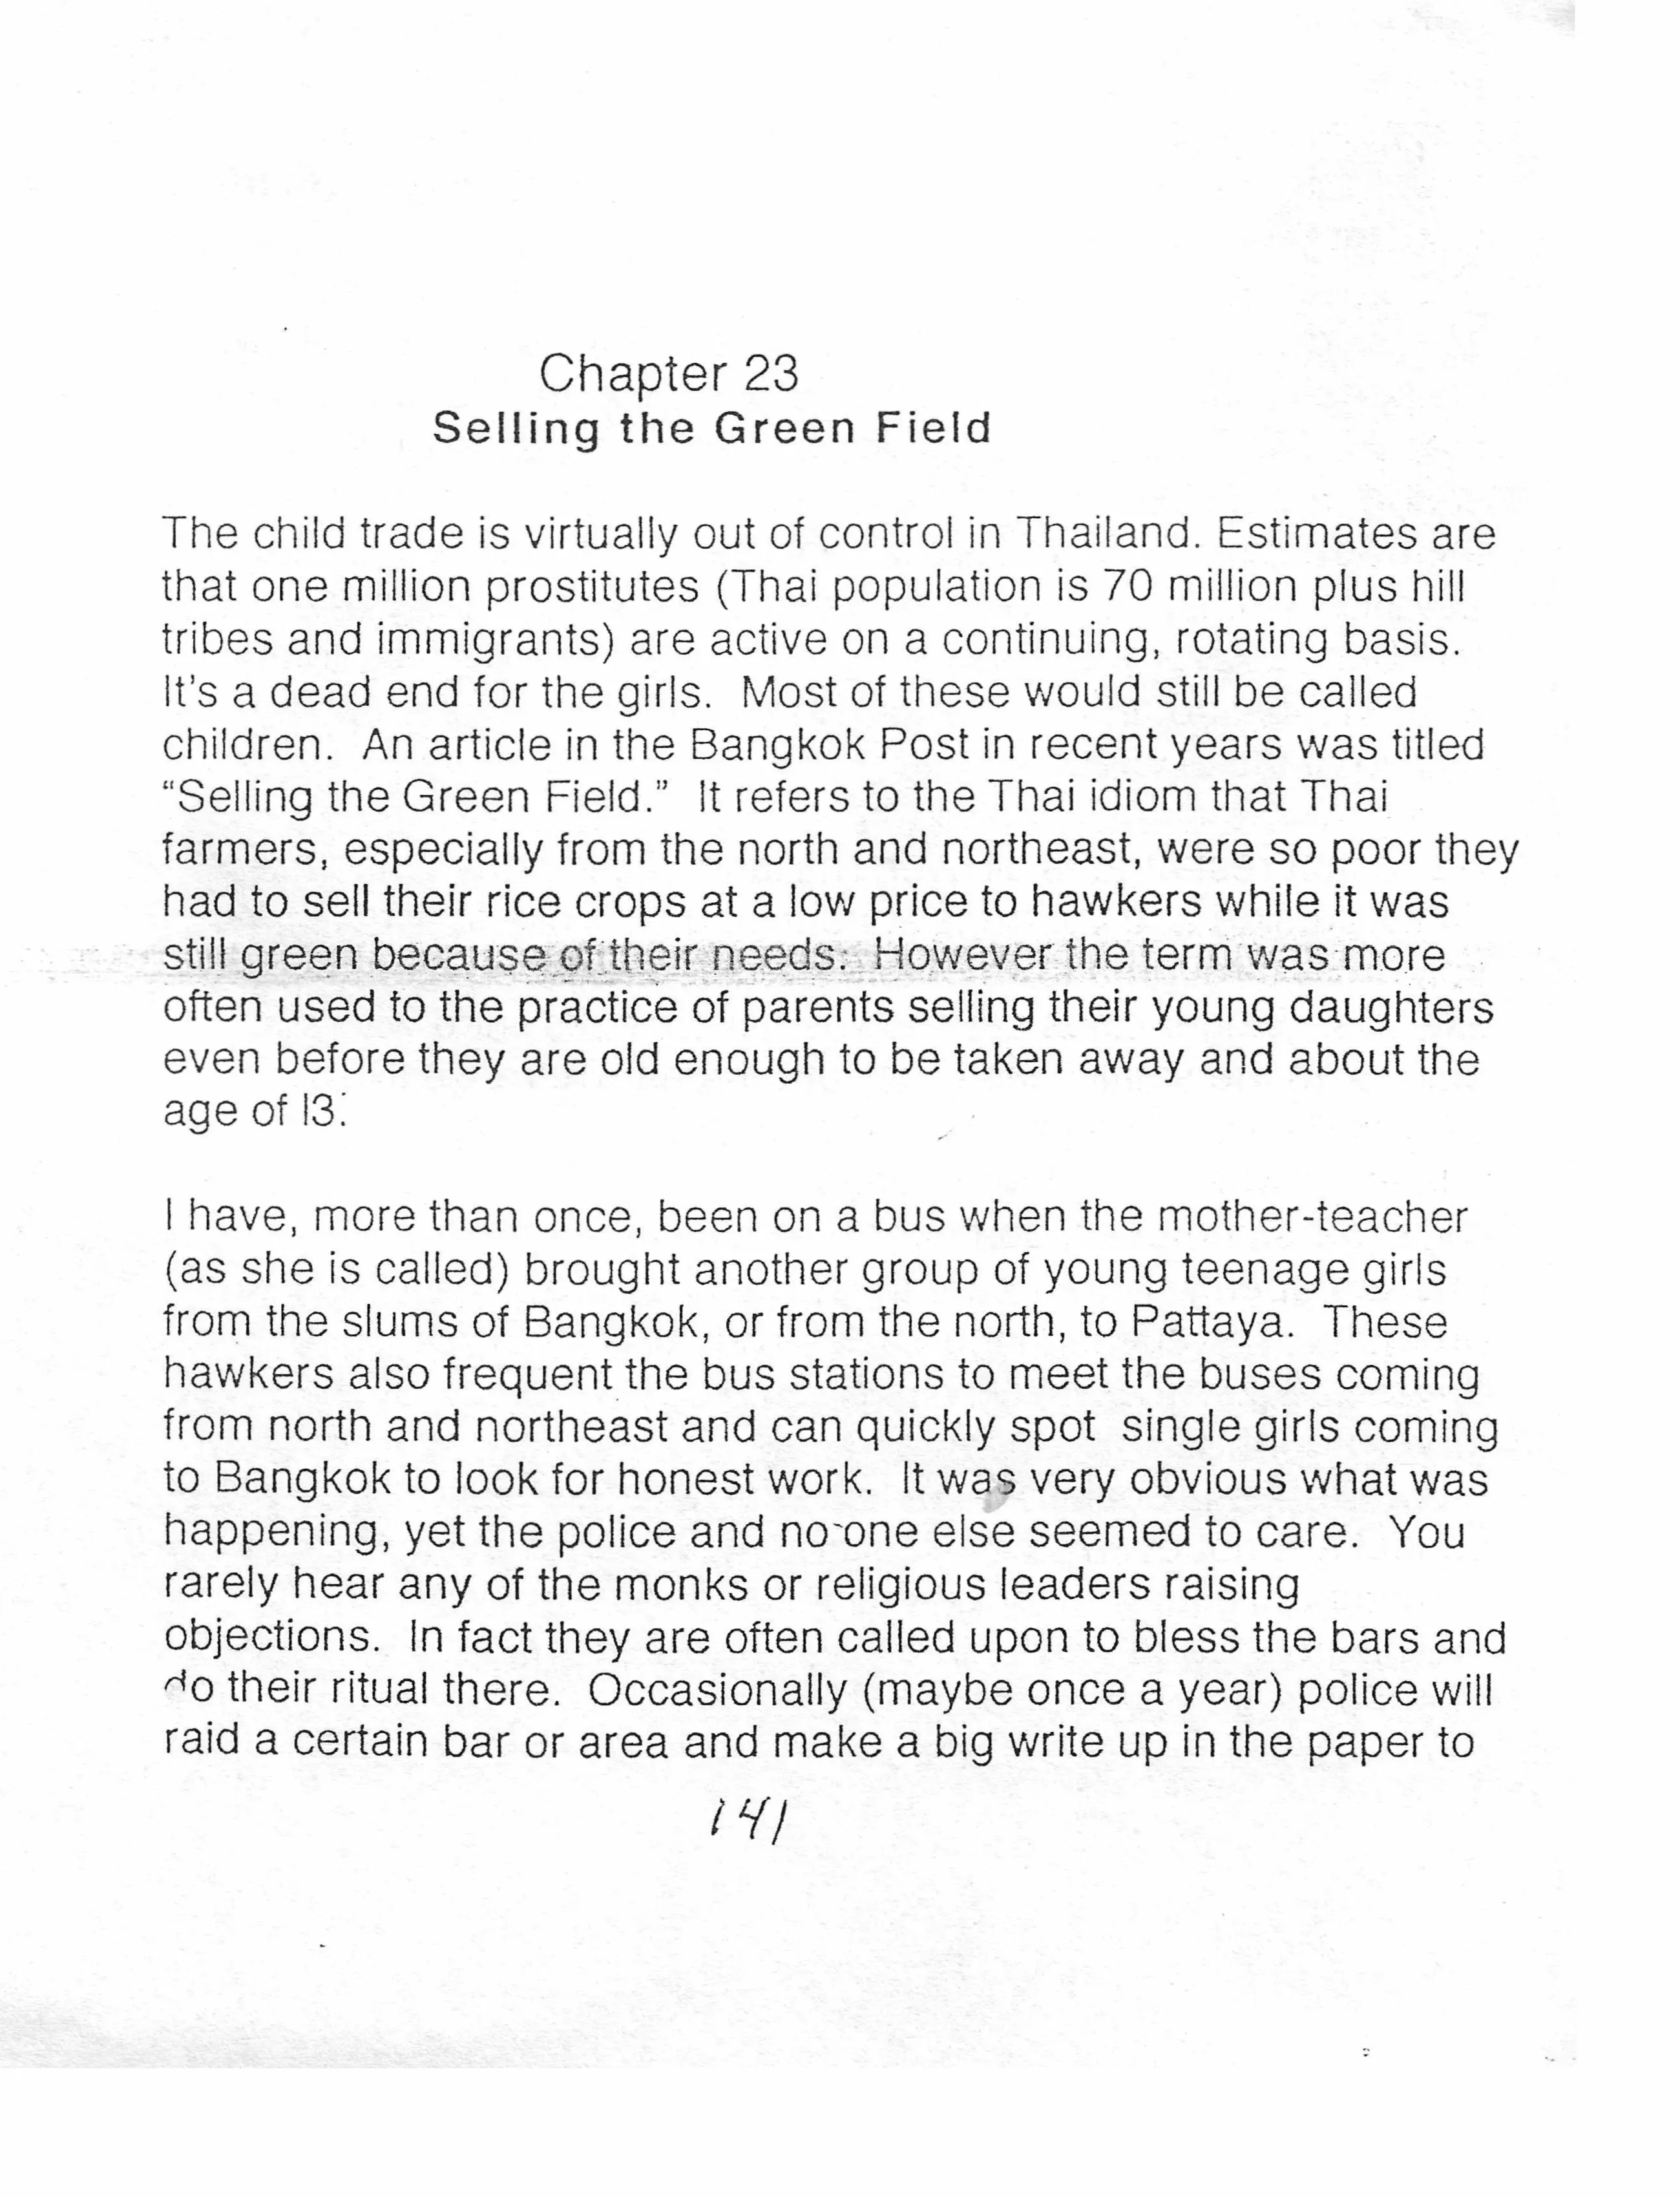 Chapter 23
Selling the Green Field
The child trade is virtually out of control in Thailand. Estimates are
that one million prostitutes (Thai population is 70 million plus hill
tribes and immigrants) are active on a continuing, rotating basis.
It's a dead end for the girls.  Most of these would still be called
children.  An article in the Bangkok Post in recent years was titled
“Selling the Green Field.”  It refers to the Thai idiom that Thai
farmers, especially from the north and northeast, were so poor they
had to sell their rice crops at a low price to hawkers while it was
still green because of their needs.  However the term was more
often used to the practice of parents selling their young daughters
even before they are old enough to be taken away and about the
age of l3.
I have, more than once, been on a bus when the mother-teacher
(as she is called) brought another group of young teenage girls
from the slums of Bangkok, or from the north, to Pattaya.  These
hawkers also frequent the bus stations to meet the buses coming
from north and northeast and can quickly spot  single girls coming
to Bangkok to look for honest work.  It was very obvious what was
happening, yet the police and no-one else seemed to care.  You
rarely hear any of the monks or religious leaders raising
objections.  In fact they are often called upon to bless the bars and
do their ritual there.  Occasionally (maybe once a year) police will
raid a certain bar or area and make a big write up in the paper to
141